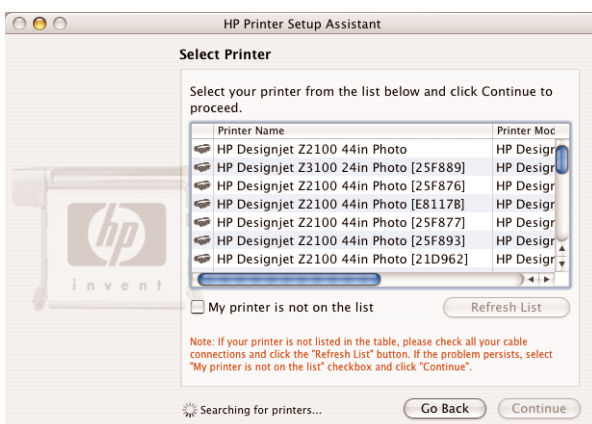 HP Printer Setup Assistant
Select Printer
Select your printer from the list below and click Continue to
proceed.
Printer Name Printer Mod
HP Designjet Z2100 44in Photo HP Design
HP Designjet Z3100 24in Photo [25F889] HP Design
HP Designjet Z2100 44in Photo [25F876] HP Design
HP Designjet Z2100 44in Photo [E8117B] HP Design
HP Designjet Z2100 44in Photo [25F877] HP Design
HP Designjet Z2100 44in Photo [25F893] HP Design
HP Designjet Z2100 44in Photo [21D962] HP Design
hp
invent
My printer is not on the list Refresh List
Note: If your printer is not listed in the table, please check all your cable
connections and click the "Refresh List" button. If the problem persists, select
"My printer is not on the list" checkbox and click "Continue".
Searching for printers... Go Back Continue